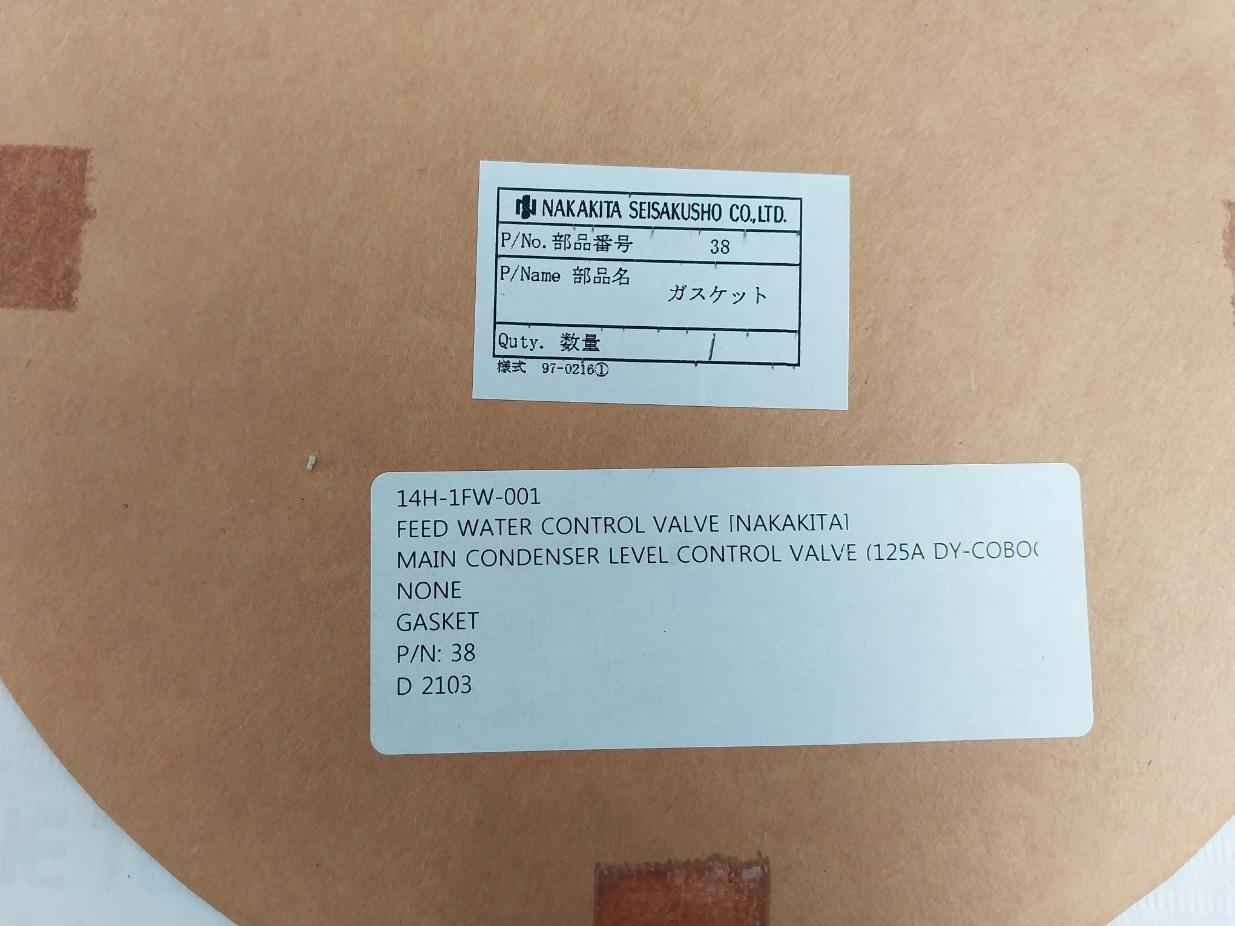 NAKAKITA SEISAKUSHO CO.,LTD.
P/No. 部品番号 38
P/Name 部品名
ガスケット
Quty. 数量 /
様式 97-0216①
14H-1FW-001
FEED WATER CONTROL VALVE [NAKAKITA]
MAIN CONDENSER LEVEL CONTROL VALVE (125A DY-COBO
NONE
GASKET
P/N: 38
D 2103